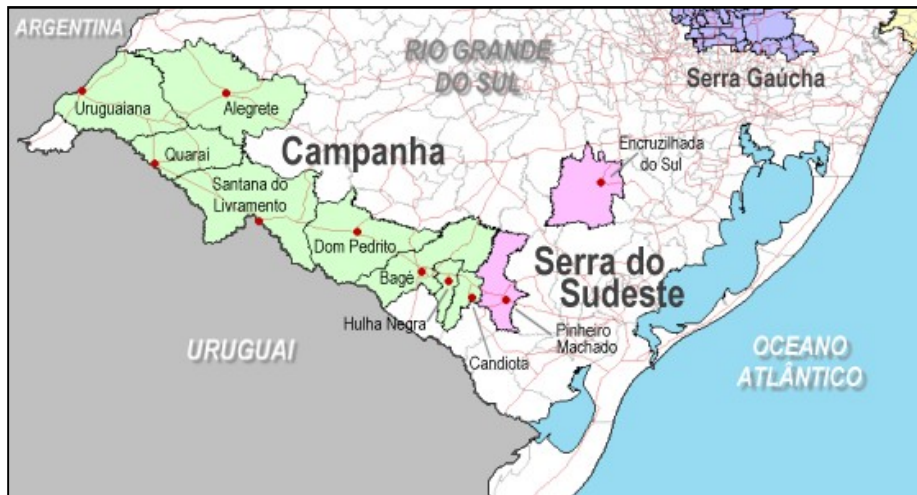 ARGENTINA
RIO GRANDE
DO SUL
Serra Gaúcha
Uruguaiana
Alegrete
Campanha
Encruzilhada
do Sul
Quarai
Santana do
Livramento
Dom Pedrito
Serra do
Sudeste
Bagé
Hulha Negra
Pinheiro
Machado
Candiota
URUGUAI
OCEANO
ATLÂNTICO